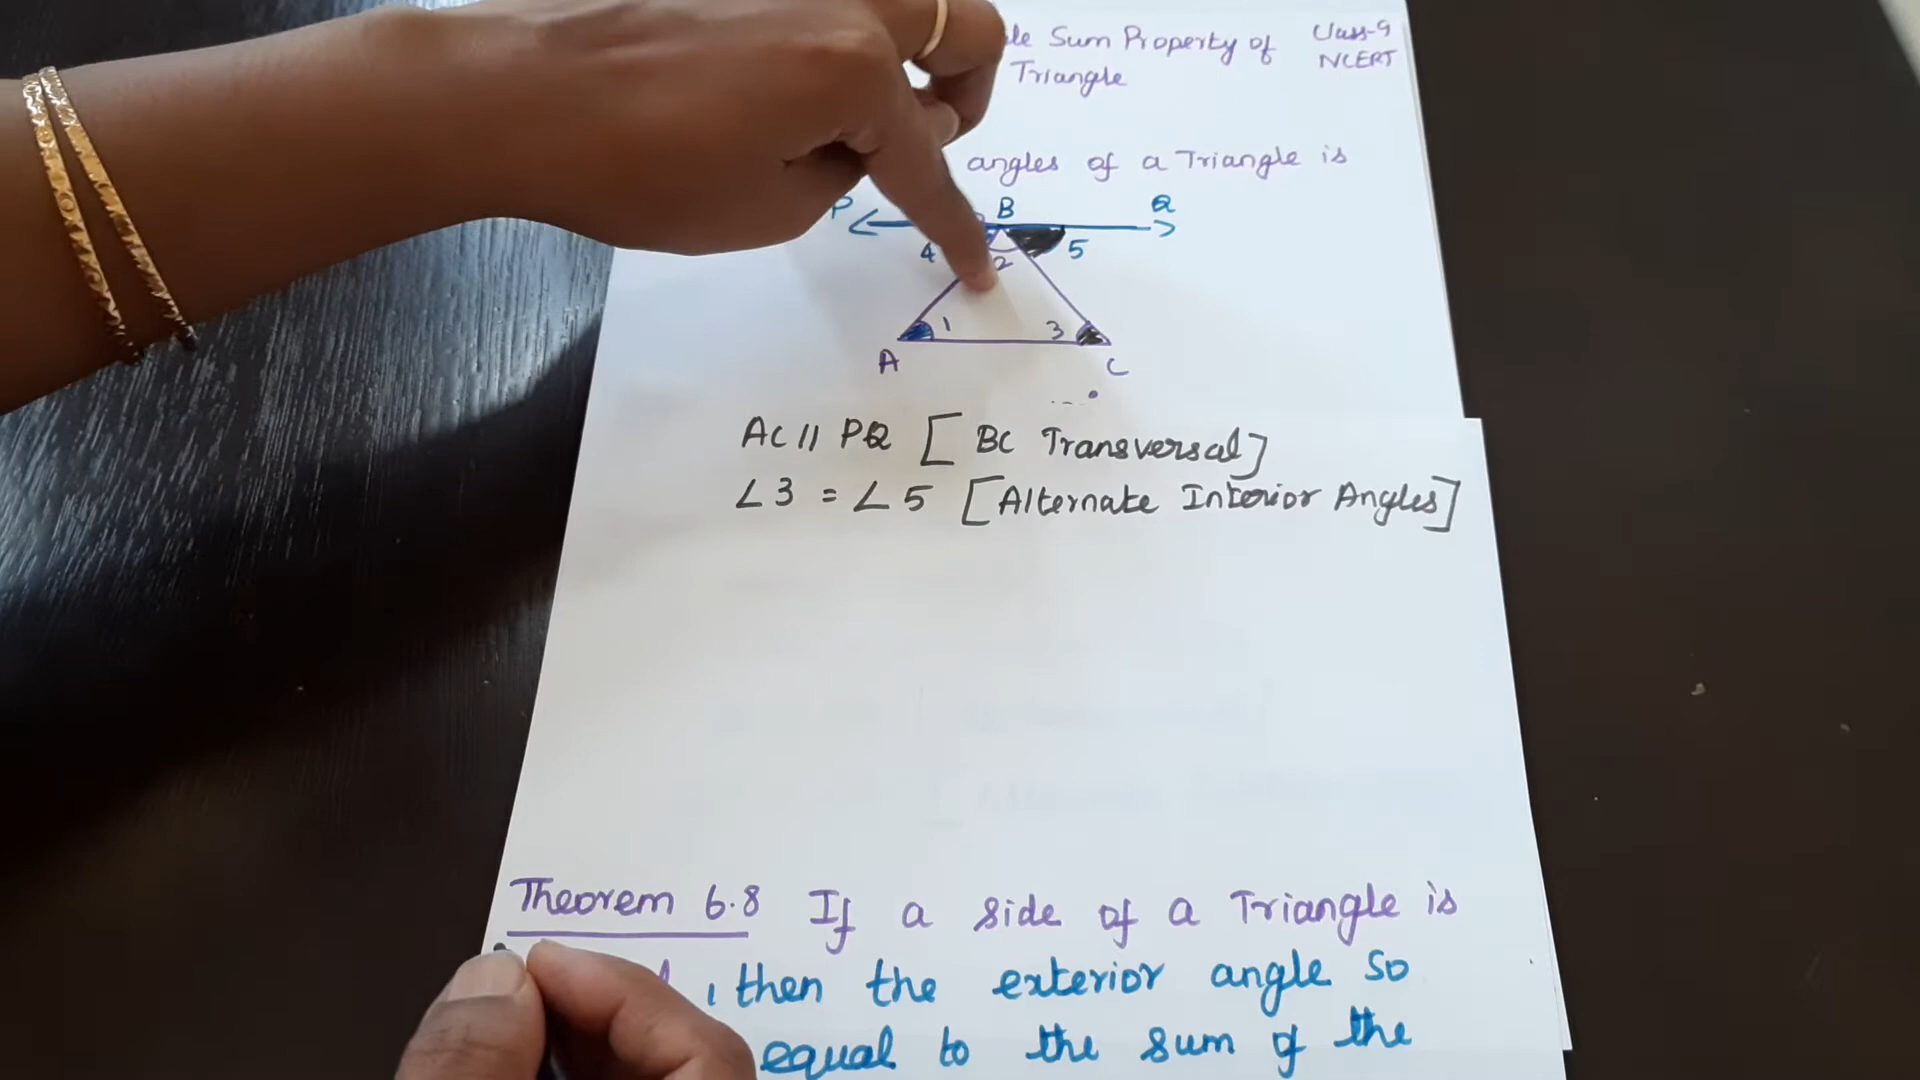 Sum Property of Class-9
Triangle NCERT
angles of a Triangle is
P B Q
4 2 5
1 3
A C
AC || PQ [ BC Transversal]
∠3 = ∠5 [Alternate Interior Angles]
Theorem 6.8 If a side of a Triangle is
, then the exterior angle so
equal to the sum of the